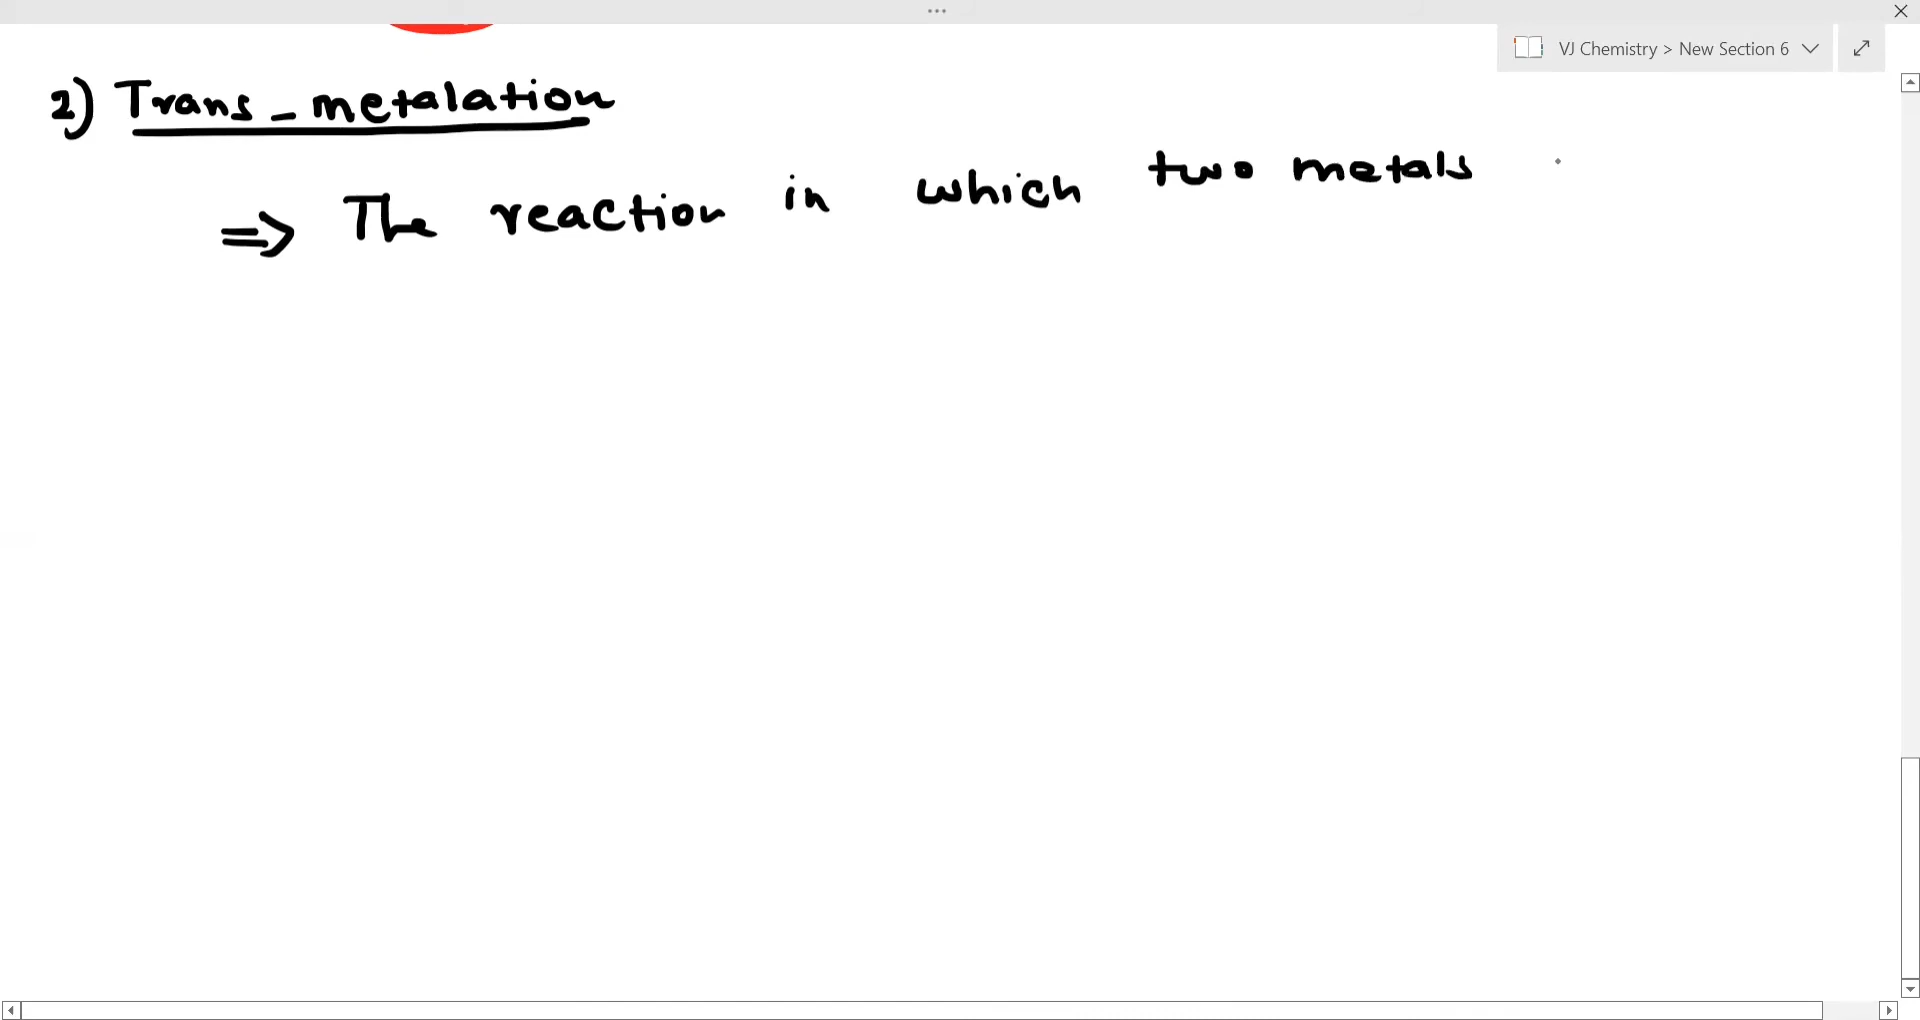 VJ Chemistry > New Section 6
2) Trans - metalation
⇒ The reaction in which two metals